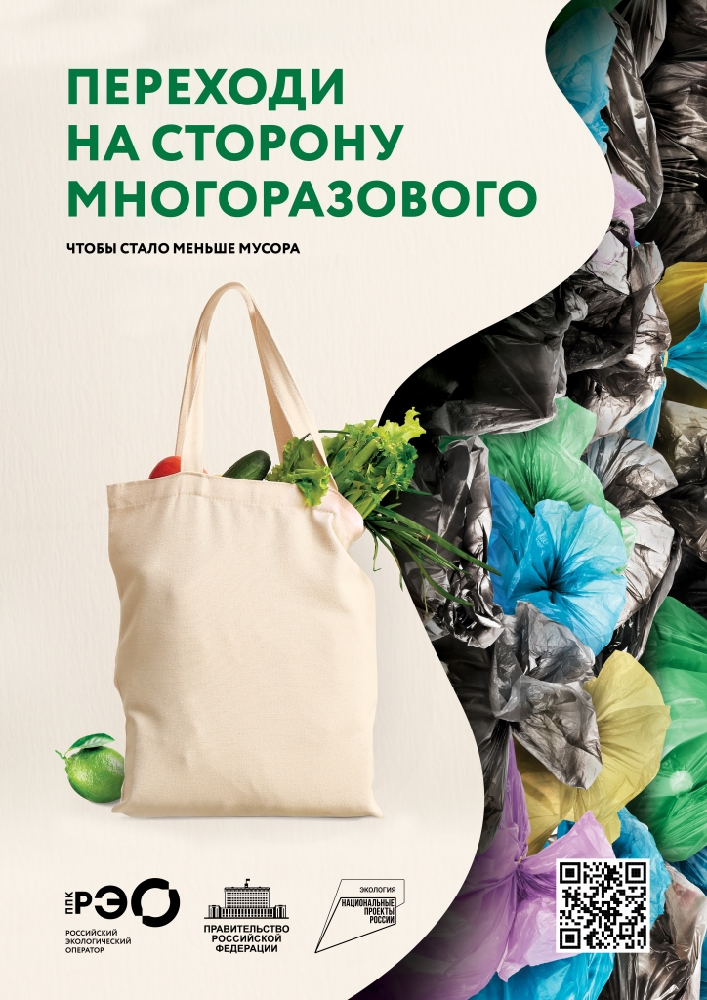 ПЕРЕХОДИ
НА СТОРОНУ
МНОГОРАЗОВОГО
ЧТОБЫ СТАЛО МЕНЬШЕ МУСОРА
ППК РЭО
РОССИЙСКИЙ
ЭКОЛОГИЧЕСКИЙ
ОПЕРАТОР
ПРАВИТЕЛЬСТВО
РОССИЙСКОЙ
ФЕДЕРАЦИИ
ЭКОЛОГИЯ
НАЦИОНАЛЬНЫЕ
ПРОЕКТЫ
РОССИИ